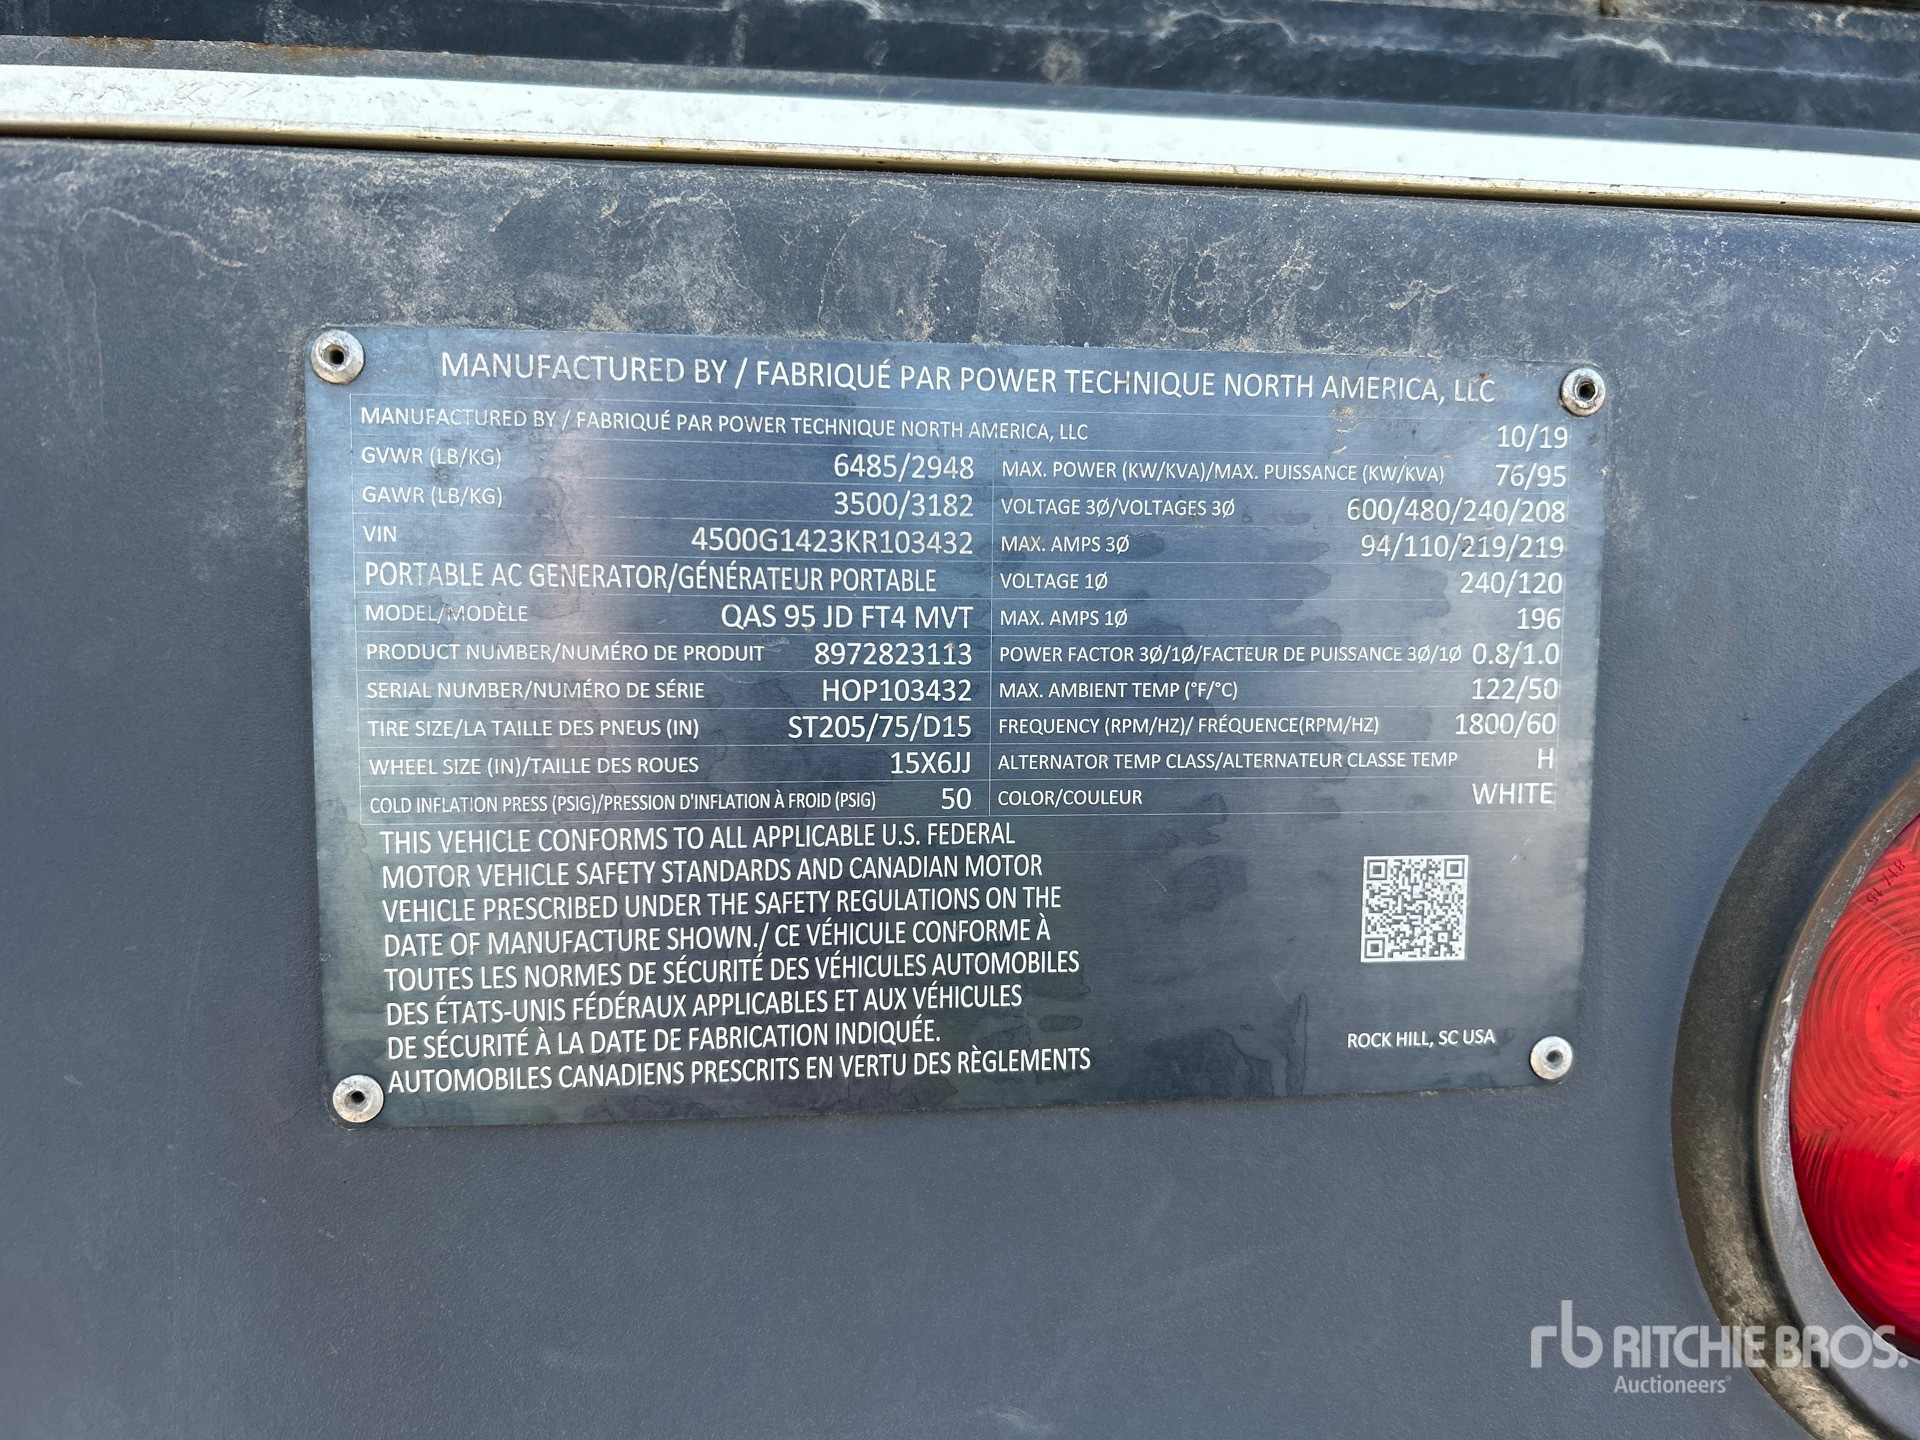 MANUFACTURED BY / FABRIQUÉ PAR POWER TECHNIQUE NORTH AMERICA, LLC
MANUFACTURED BY / FABRIQUÉ PAR POWER TECHNIQUE NORTH AMERICA, LLC 10/19
GVWR (LB/KG) 6485/2948 MAX. POWER (KW/KVA)/MAX. PUISSANCE (KW/KVA) 76/95
GAWR (LB/KG) 3500/3182 VOLTAGE 3Ø/VOLTAGES 3Ø 600/480/240/208
VIN 4500G1423KR103432 MAX. AMPS 3Ø 94/110/219/219
PORTABLE AC GENERATOR/GÉNÉRATEUR PORTABLE VOLTAGE 1Ø 240/120
MODEL/MODÈLE QAS 95 JD FT4 MVT MAX. AMPS 1Ø 196
PRODUCT NUMBER/NUMÉRO DE PRODUIT 8972823113 POWER FACTOR 3Ø/1Ø/FACTEUR DE PUISSANCE 3Ø/1Ø 0.8/1.0
SERIAL NUMBER/NUMÉRO DE SÉRIE HOP103432 MAX. AMBIENT TEMP (°F/°C) 122/50
TIRE SIZE/LA TAILLE DES PNEUS (IN) ST205/75/D15 FREQUENCY (RPM/HZ)/ FRÉQUENCE(RPM/HZ) 1800/60
WHEEL SIZE (IN)/TAILLE DES ROUES 15X6JJ ALTERNATOR TEMP CLASS/ALTERNATEUR CLASSE TEMP H
COLD INFLATION PRESS (PSIG)/PRESSION D'INFLATION À FROID (PSIG) 50 COLOR/COULEUR WHITE
THIS VEHICLE CONFORMS TO ALL APPLICABLE U.S. FEDERAL
MOTOR VEHICLE SAFETY STANDARDS AND CANADIAN MOTOR
VEHICLE PRESCRIBED UNDER THE SAFETY REGULATIONS ON THE
DATE OF MANUFACTURE SHOWN./ CE VÉHICULE CONFORME À
TOUTES LES NORMES DE SÉCURITÉ DES VÉHICULES AUTOMOBILES
DES ÉTATS-UNIS FÉDÉRAUX APPLICABLES ET AUX VÉHICULES
DE SÉCURITÉ À LA DATE DE FABRICATION INDIQUÉE.
AUTOMOBILES CANADIENS PRESCRITS EN VERTU DES RÈGLEMENTS
ROCK HILL, SC USA
rb RITCHIE BROS.
Auctioneers